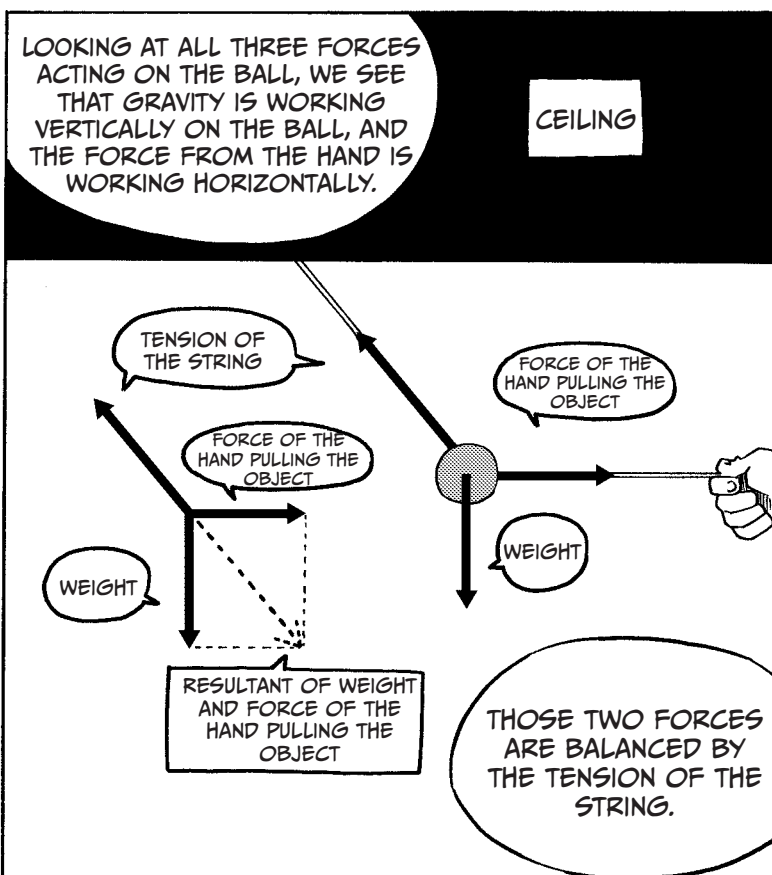 LOOKING AT ALL THREE FORCES
ACTING ON THE BALL, WE SEE
THAT GRAVITY IS WORKING
VERTICALLY ON THE BALL, AND
THE FORCE FROM THE HAND IS
WORKING HORIZONTALLY.
CEILING
TENSION OF
THE STRING
FORCE OF THE
HAND PULLING THE
OBJECT
FORCE OF THE
HAND PULLING THE
OBJECT
WEIGHT
WEIGHT
RESULTANT OF WEIGHT
AND FORCE OF THE
HAND PULLING THE
OBJECT
THOSE TWO FORCES
ARE BALANCED BY
THE TENSION OF THE
STRING.